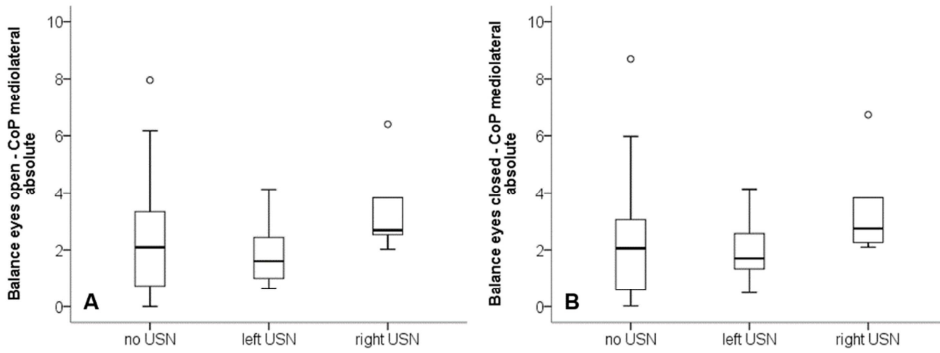 Balance eyes open - CoP mediolateral
absolute
10
8
6
4
2
0
A
no USN
left USN
right USN
Balance eyes closed - CoP mediolateral
absolute
10
8
6
4
2
0
B
no USN
left USN
right USN